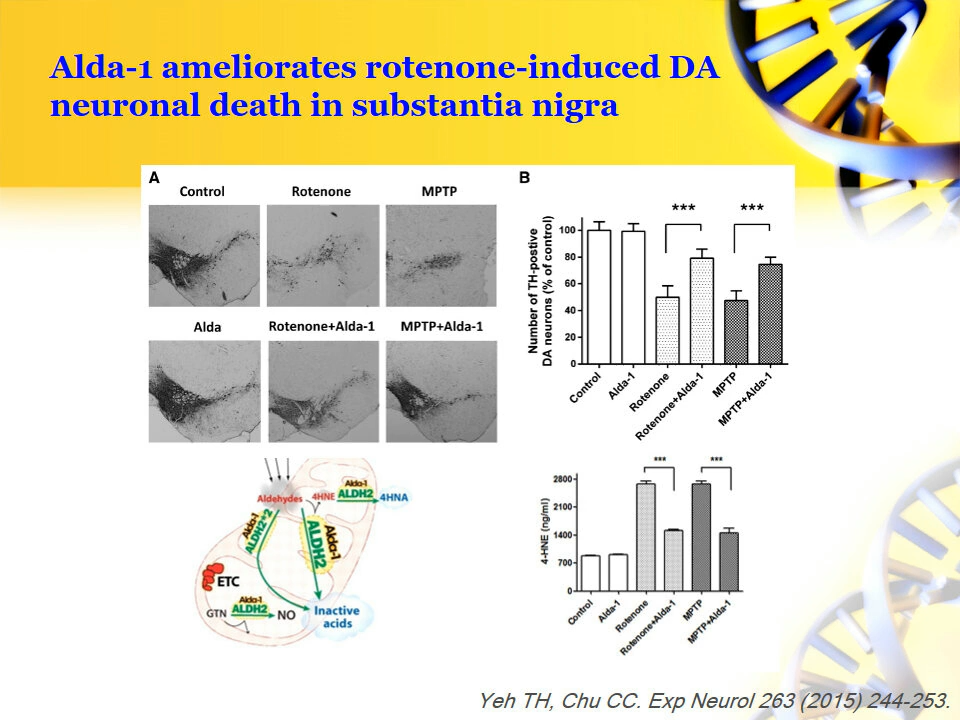 Alda-1 ameliorates rotenone-induced DA
neuronal death in substantia nigra
A
Control
Rotenone
MPTP
Alda
Rotenone+Alda-1
MPTP+Alda-1
B
***
***
Number of TH-postive
DA neurons (% of control)
100
80
60
40
20
0
Control
Alda-1
Rotenone
Rotenone+Alda-1
MPTP
MPTP+Alda-1
Aldehydes
4HNE
Alda-1
ALDH2
4HNA
Alda-1
ALDH2*2
Alda-1
ALDH2
ETC
GTN
Alda-1
ALDH2
NO
Inactive
acids
***
***
4-HNE (ng/ml)
2800
2100
1400
700
0
Control
Alda-1
Rotenone
Rotenone+Alda-1
MPTP
MPTP+Alda-1
Yeh TH, Chu CC. Exp Neurol 263 (2015) 244-253.